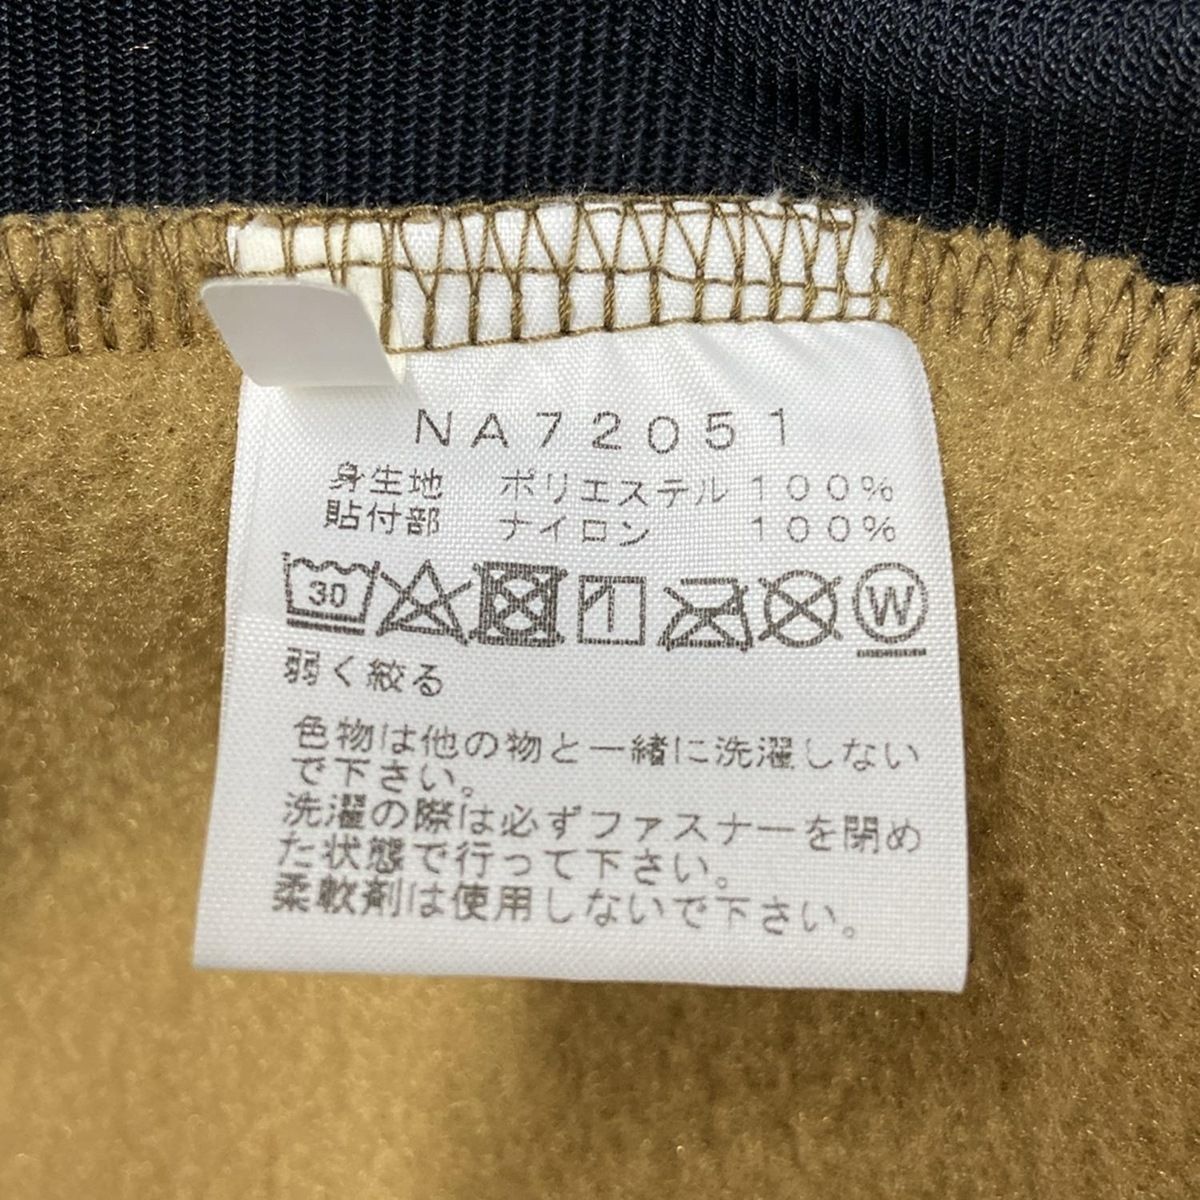 NA72051
身生地 ポリエステル 100%
貼付部 ナイロン 100%
30 W
弱く絞る
色物は他の物と一緒に洗濯しない
で下さい。
洗濯の際は必ずファスナーを閉め
た状態で行って下さい。
柔軟剤は使用しないで下さい。